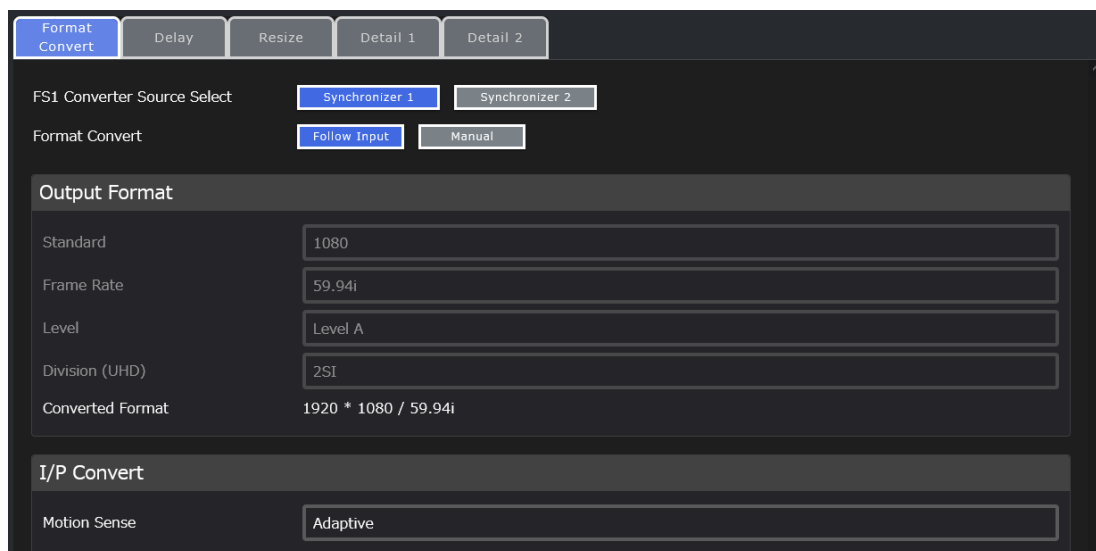 Format
Convert
Delay
Resize
Detail 1
Detail 2
FS1 Converter Source Select
Synchronizer 1
Synchronizer 2
Format Convert
Follow Input
Manual
Output Format
Standard
1080
Frame Rate
59.94i
Level
Level A
Division (UHD)
2SI
Converted Format
1920 * 1080 / 59.94i
I/P Convert
Motion Sense
Adaptive